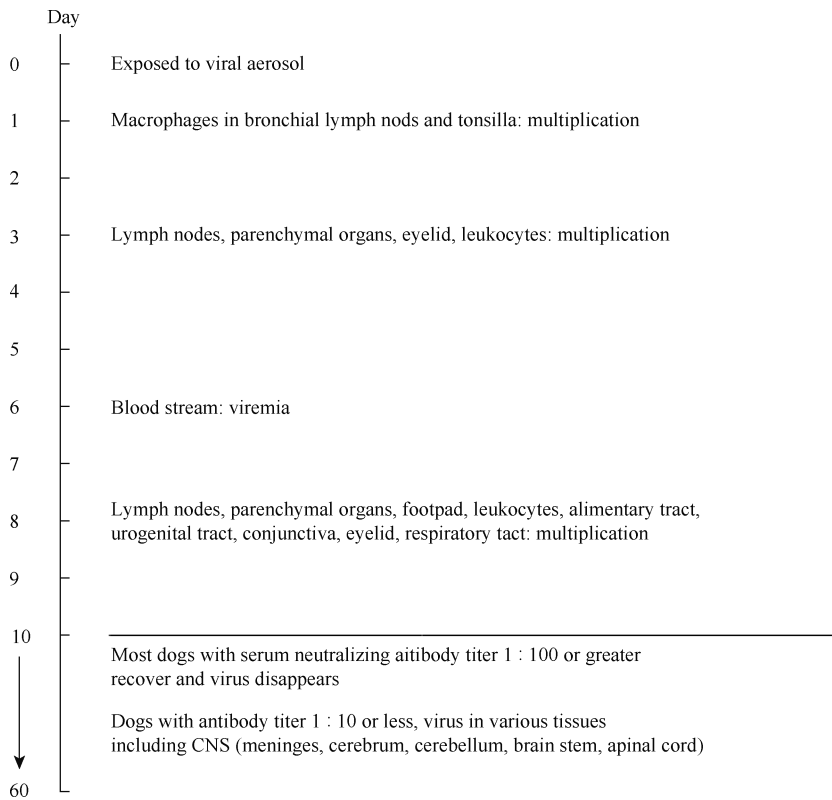 Day
0 Exposed to viral aerosol
1 Macrophages in bronchial lymph nods and tonsilla: multiplication
2
3 Lymph nodes, parenchymal organs, eyelid, leukocytes: multiplication
4
5
6 Blood stream: viremia
7
Lymph nodes, parenchymal organs, footpad, leukocytes, alimentary tract,
8 urogenital tract, conjunctiva, eyelid, respiratory tact: multiplication
9
10
Most dogs with serum neutralizing aitibody titer 1 : 100 or greater
recover and virus disappears
Dogs with antibody titer 1 : 10 or less, virus in various tissues
including CNS (meninges, cerebrum, cerebellum, brain stem, apinal cord)
60